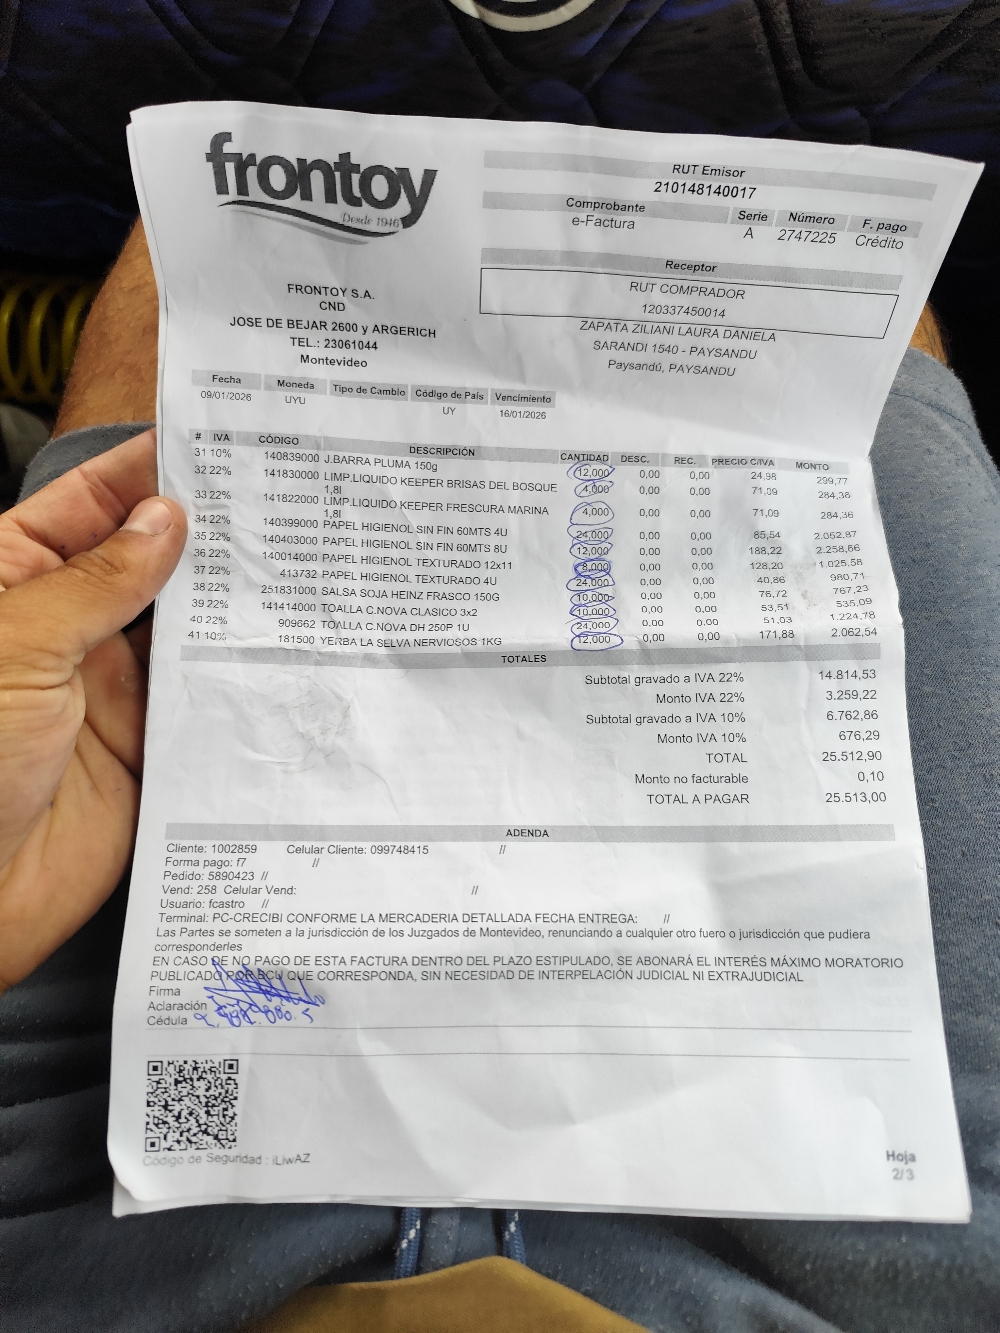 frontoy
Desde 1946
RUT Emisor
210148140017
Comprobante Serie Número F. pago
e-Factura A 2747225 Crédito
Receptor
RUT COMPRADOR
120337450014
ZAPATA ZILIANI LAURA DANIELA
SARANDI 1540 - PAYSANDU
Paysandú, PAYSANDU
FRONTOY S.A.
CND
JOSE DE BEJAR 2600 y ARGERICH
TEL.: 23061044
Montevideo
Fecha Moneda Tipo de Cambio Código de País Vencimiento
09/01/2026 UYU UY 16/01/2026
# IVA CÓDIGO DESCRIPCIÓN CANTIDAD DESC. REC. PRECIO C/IVA MONTO
31 10% 140839000 J.BARRA PLUMA 150g 12,000 0,00 0,00 24,98 299,77
32 22% 141830000 LIMP.LIQUIDO KEEPER BRISAS DEL BOSQUE 4,000 0,00 0,00 71,09 284,36
1,8l
33 22% 141822000 LIMP.LIQUIDO KEEPER FRESCURA MARINA 4,000 0,00 0,00 71,09 284,36
1,8l
34 22% 140399000 PAPEL HIGIENOL SIN FIN 60MTS 4U 24,000 0,00 0,00 85,54 2.052,87
35 22% 140403000 PAPEL HIGIENOL SIN FIN 60MTS 8U 12,000 0,00 0,00 188,22 2.258,66
36 22% 140014000 PAPEL HIGIENOL TEXTURADO 12x11 8,000 0,00 0,00 128,20 1.025,58
37 22% 413732 PAPEL HIGIENOL TEXTURADO 4U 24,000 0,00 0,00 40,86 980,71
38 22% 251831000 SALSA SOJA HEINZ FRASCO 150G 10,000 0,00 0,00 76,72 767,23
39 22% 141414000 TOALLA C.NOVA CLASICO 3x2 10,000 0,00 0,00 53,51 535,09
40 22% 909662 TOALLA C.NOVA DH 250P 1U 24,000 0,00 0.00 51,03 1.224,78
41 10% 181500 YERBA LA SELVA NERVIOSOS 1KG 12,000 0,00 0,00 171,88 2.062,54
TOTALES
Subtotal gravado a IVA 22% 14.814,53
Monto IVA 22% 3.259,22
Subtotal gravado a IVA 10% 6.762,86
Monto IVA 10% 676,29
TOTAL 25.512,90
Monto no facturable 0,10
TOTAL A PAGAR 25.513,00
ADENDA
Cliente: 1002859 Celular Cliente: 099748415 //
Forma pago: f7 //
Pedido: 5890423 //
Vend: 258 Celular Vend: //
Usuario: fcastro //
Terminal: PC-CRECIBI CONFORME LA MERCADERIA DETALLADA FECHA ENTREGA: //
Las Partes se someten a la jurisdicción de los Juzgados de Montevideo, renunciando a cualquier otro fuero o jurisdicción que pudiera
corresponderles
EN CASO DE NO PAGO DE ESTA FACTURA DENTRO DEL PLAZO ESTIPULADO, SE ABONARÁ EL INTERÉS MÁXIMO MORATORIO
PUBLICADO POR BCU QUE CORRESPONDA, SIN NECESIDAD DE INTERPELACIÓN JUDICIAL NI EXTRAJUDICIAL
Firma
Aclaración
Cédula
Código de Seguridad : iLiwAZ
Hoja
2/3